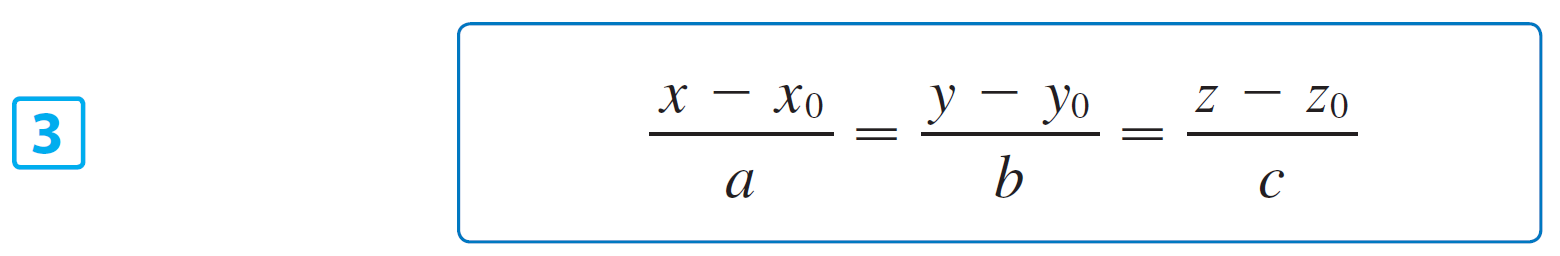 3
x − x₀ / a = y − y₀ / b = z − z₀ / c